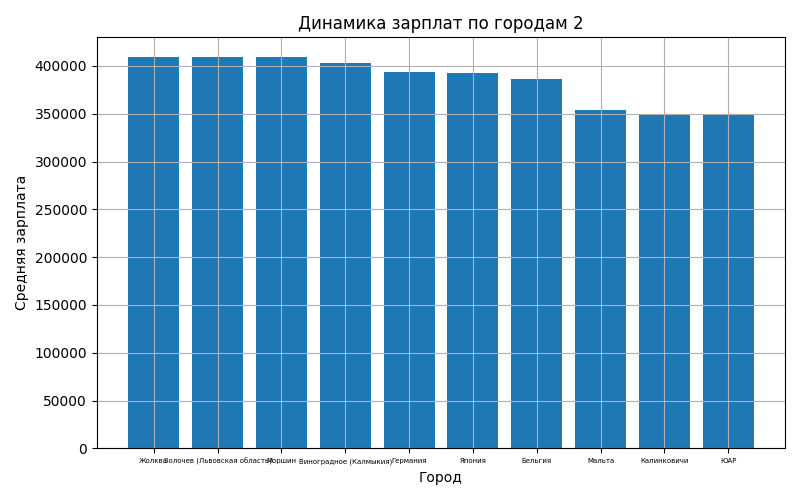 Динамика зарплат по городам 2
Средняя зарплата
400000
350000
300000
250000
200000
150000
100000
50000
0
Жолква Золочев (Львовская область) Моршин Виноградное (Калмыкия) Германия Япония Бельгия Мальта Калинковичи ЮАР
Город